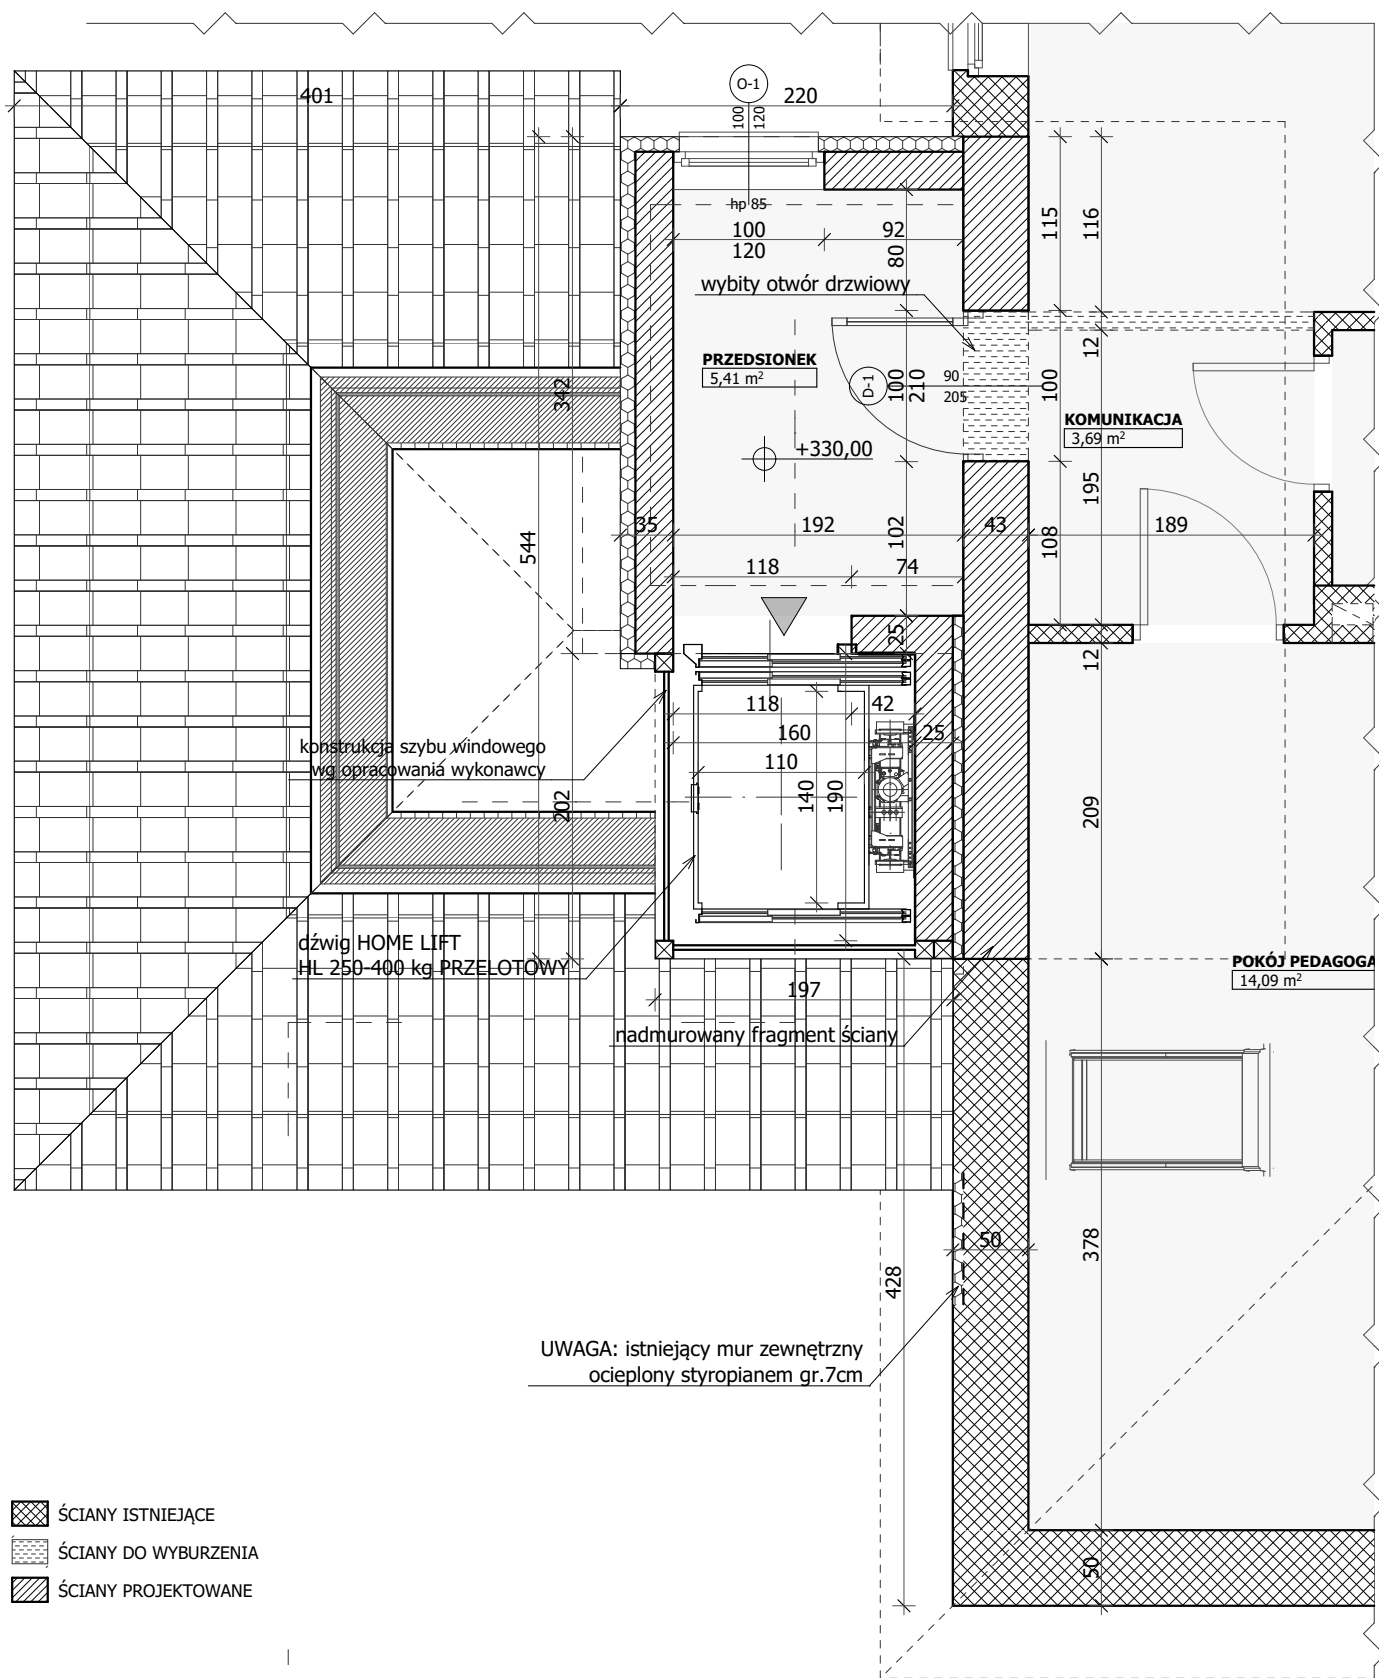 401
220
O-1
100
120
hp 85
100
120
92
80
115
116
wybity otwór drzwiowy
PRZEDSIONEK
5,41 m²
D-1
100
210
90
205
100
12
KOMUNIKACJA
3,69 m²
342
+330,00
195
544
35
192
102
43
108
189
118
74
25
12
118
42
160
25
110
140
190
konstrukcja szybu windowego
wg opracowania wykonawcy
202
209
dźwig HOME LIFT
HL 250-400 kg PRZELOTOWY
197
nadmurowany fragment ściany
POKÓJ PEDAGOGA
14,09 m²
50
378
428
UWAGA: istniejący mur zewnętrzny
ocieplony styropianem gr.7cm
50
ŚCIANY ISTNIEJĄCE
ŚCIANY DO WYBURZENIA
ŚCIANY PROJEKTOWANE